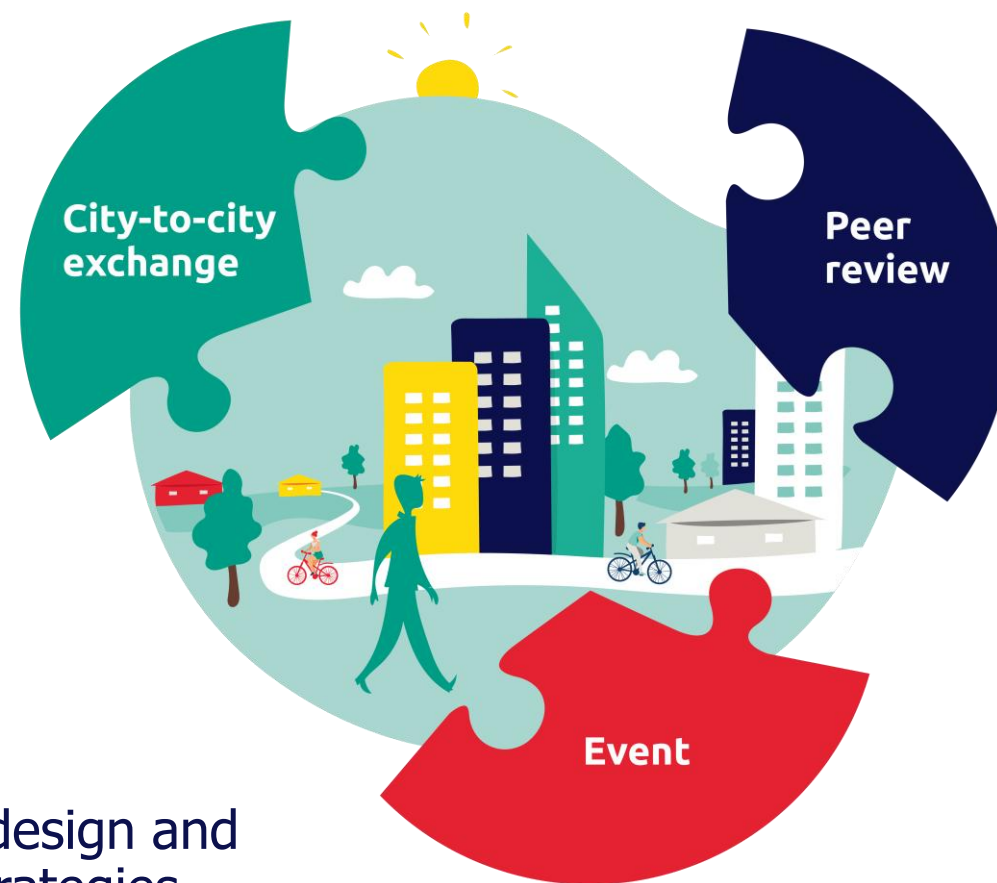 City-to-city
exchange
Peer
review
Event
design and